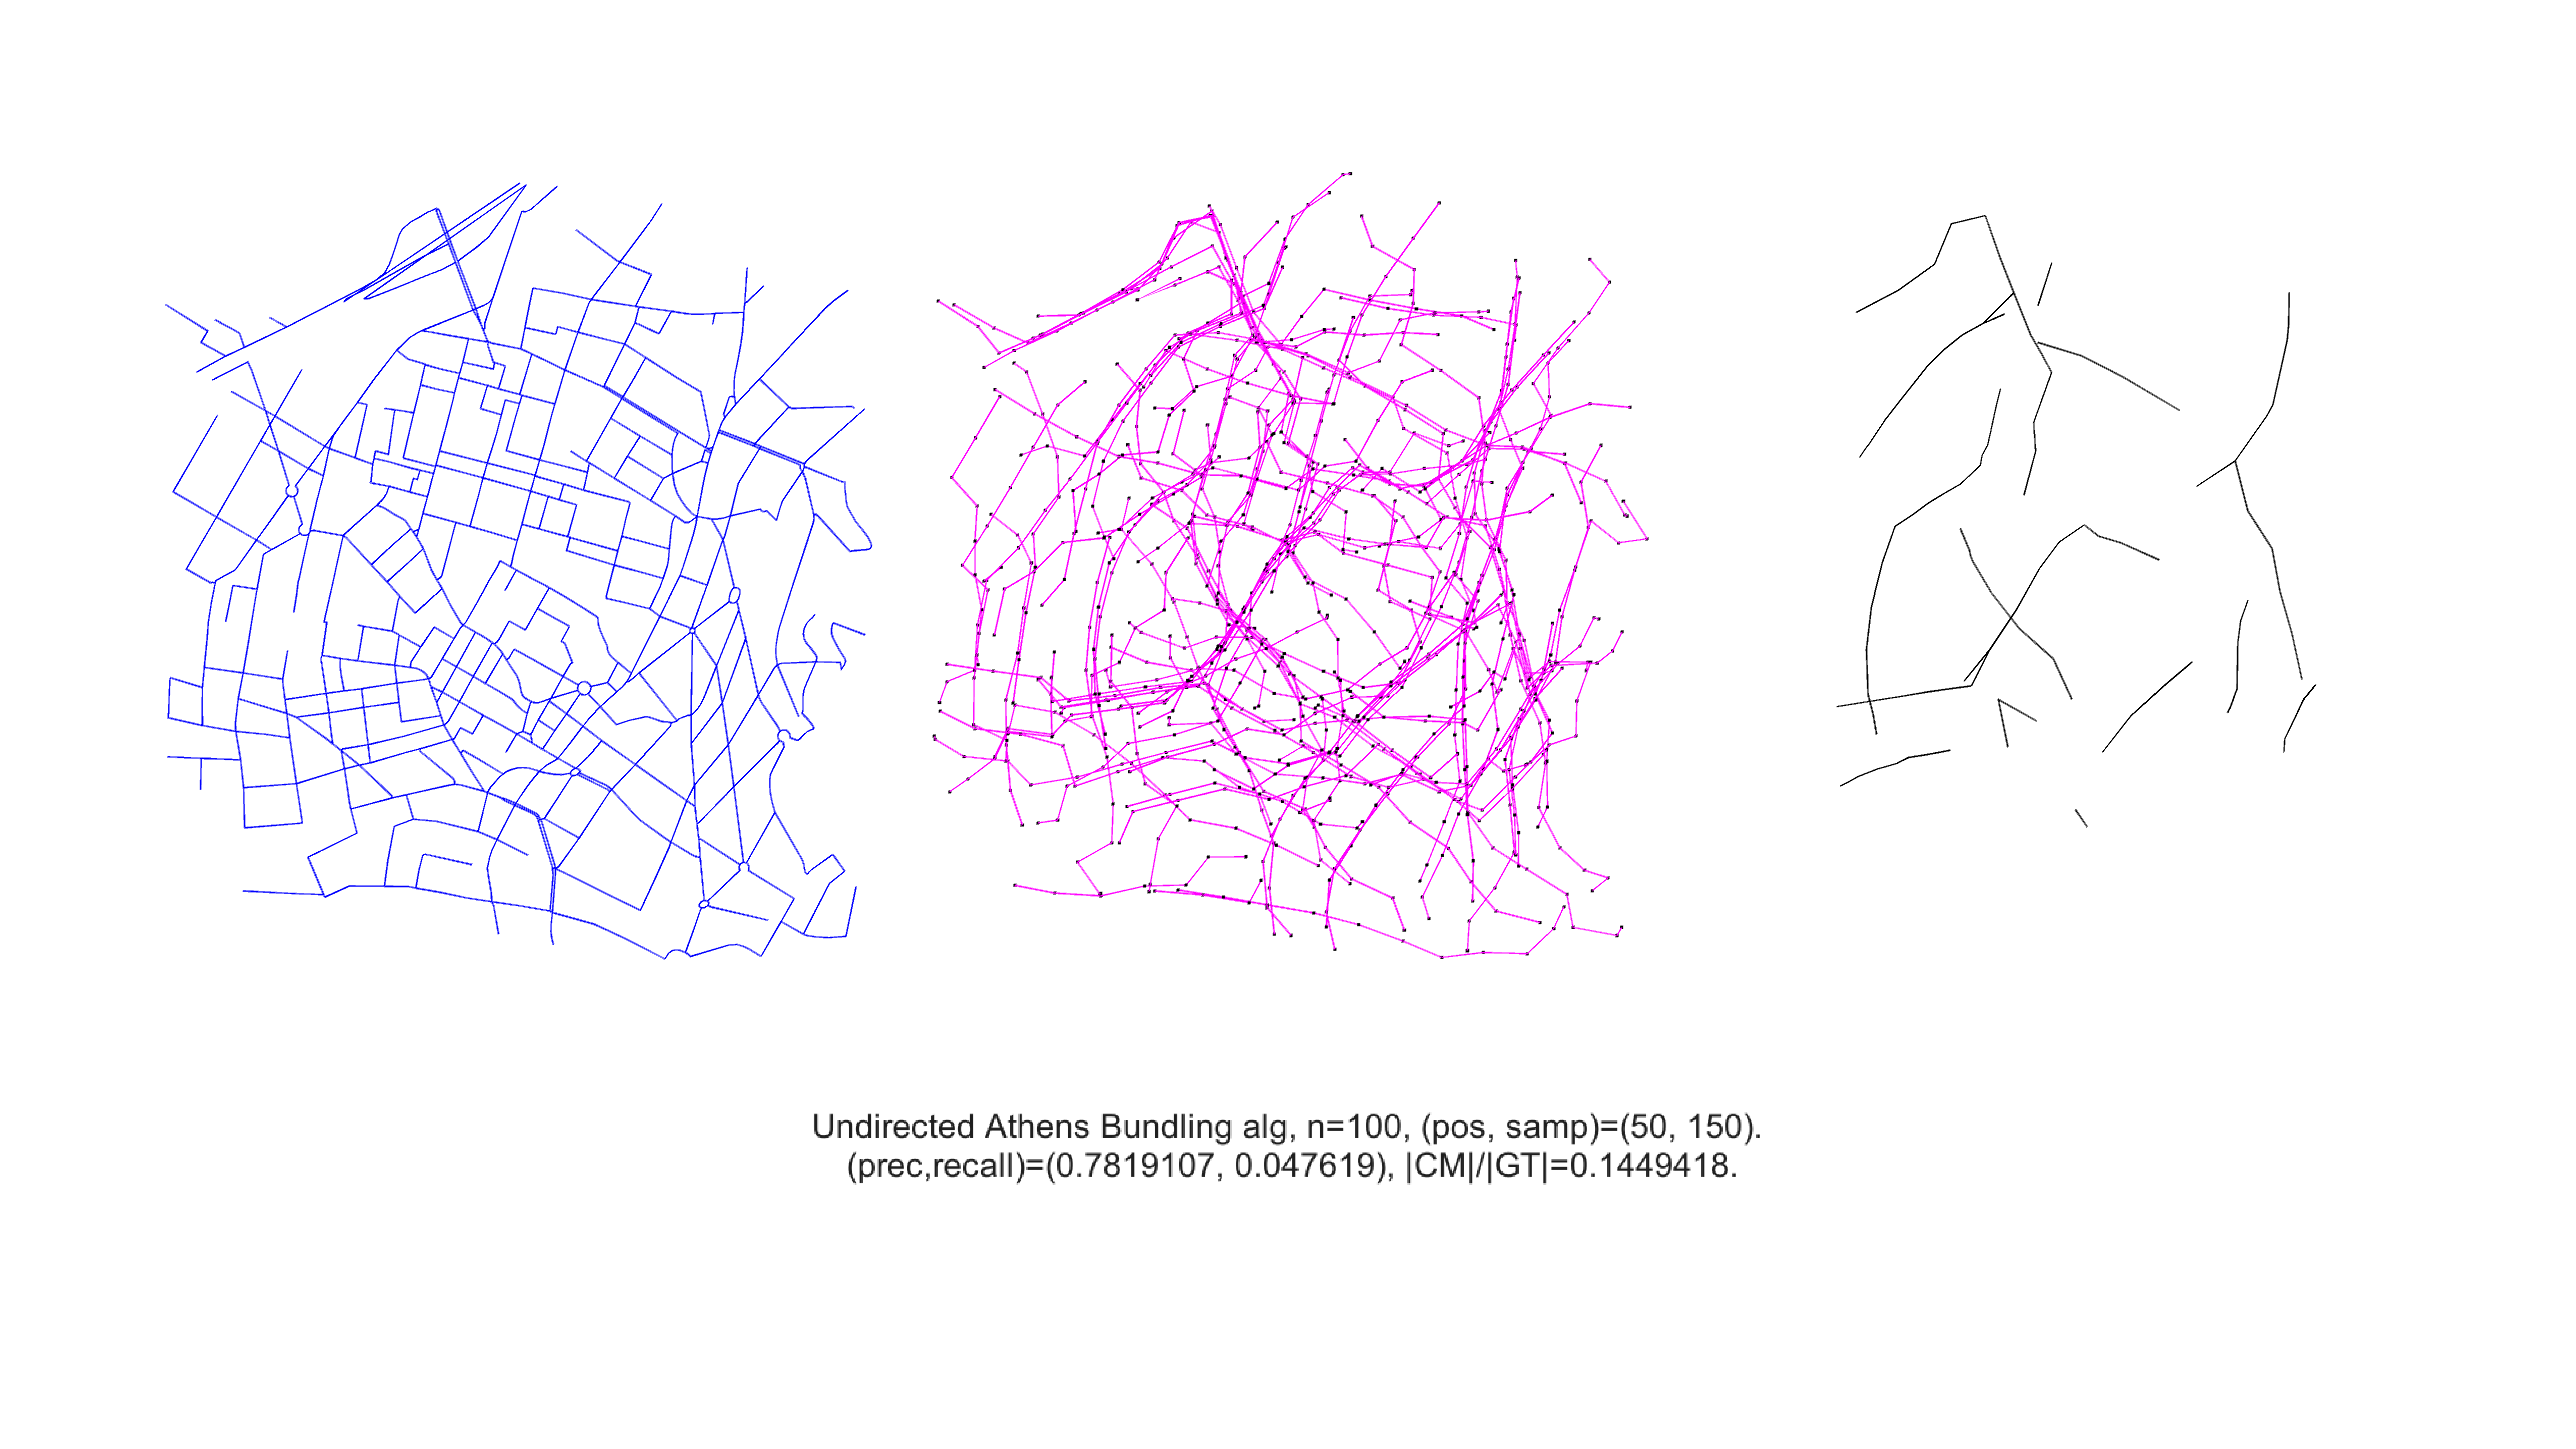 Undirected Athens Bundling alg, n=100, (pos, samp)=(50, 150).
(prec,recall)=(0.7819107, 0.047619), |CM|/|GT|=0.1449418.